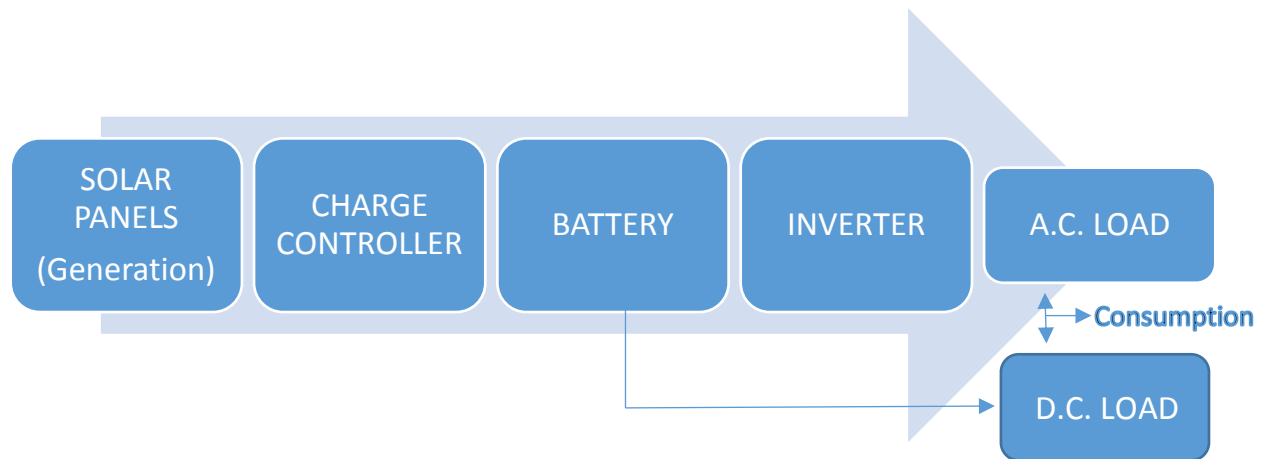 SOLAR
PANELS
(Generation)
CHARGE
CONTROLLER
BATTERY
INVERTER
A.C. LOAD
Consumption
D.C. LOAD